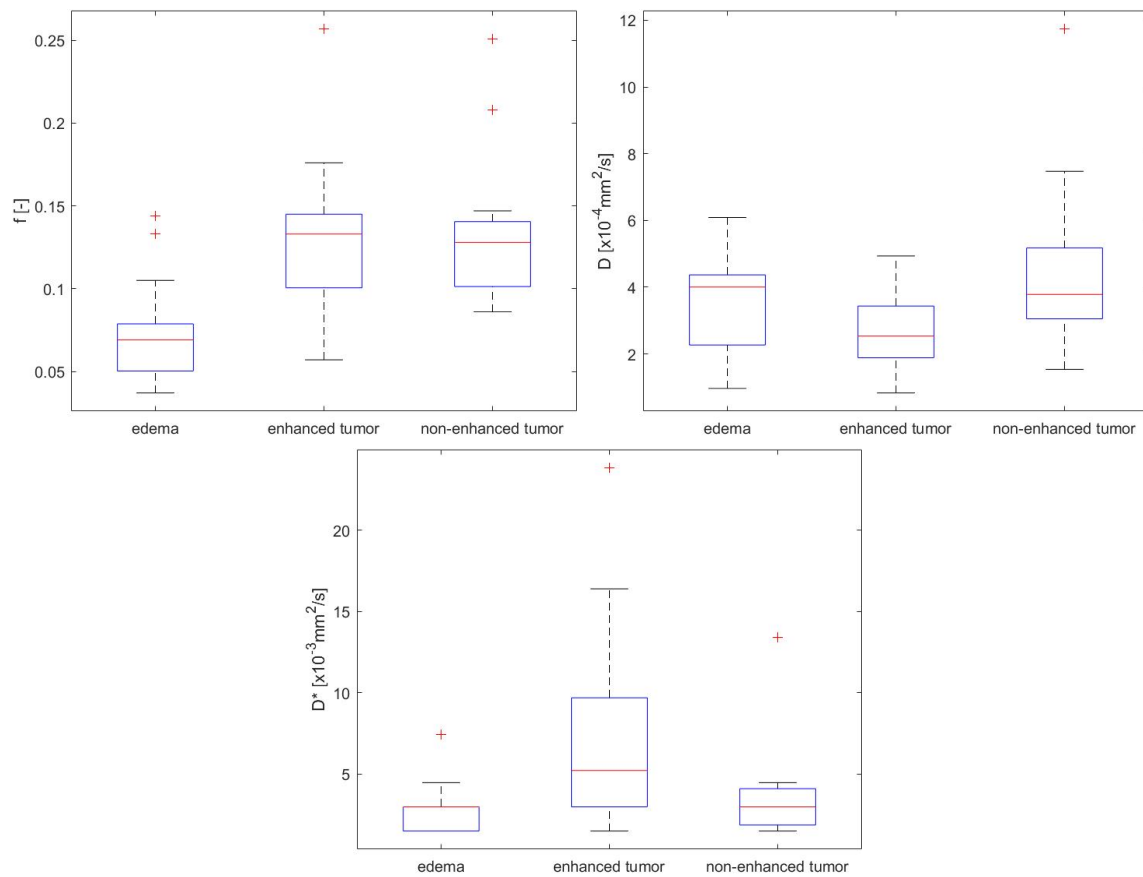 0.25
0.2
0.15
0.1
0.05
f [-]
edema
enhanced tumor
non-enhanced tumor
12
10
8
6
4
2
D [x10⁻⁴mm²/s]
edema
enhanced tumor
non-enhanced tumor
20
15
10
5
D* [x10⁻³mm²/s]
edema
enhanced tumor
non-enhanced tumor